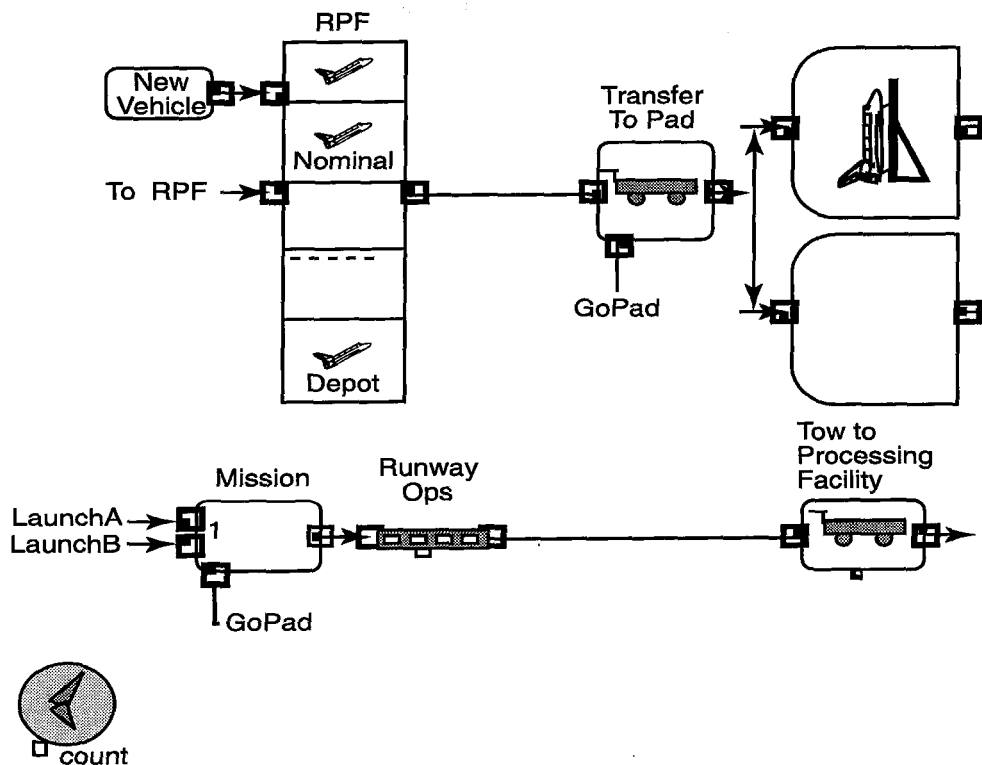 RPF
New
Vehicle
Nominal
To RPF
Depot
Transfer
To Pad
GoPad
Mission
Runway
Ops
Tow to
Processing
Facility
LaunchA
LaunchB
1
GoPad
count